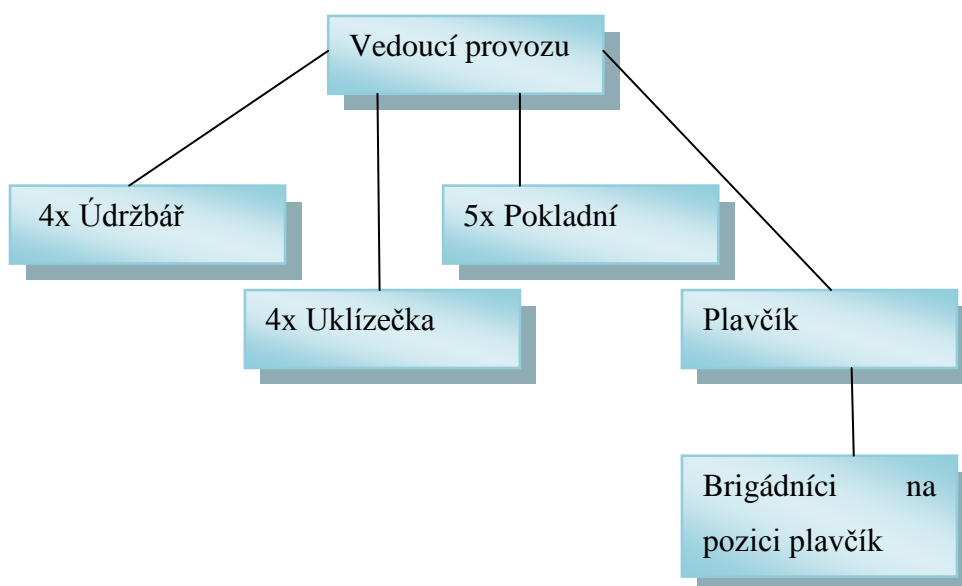 Vedoucí provozu
4x Údržbář
5x Pokladní
4x Uklízečka
Plavčík
Brigádníci na
pozici plavčík